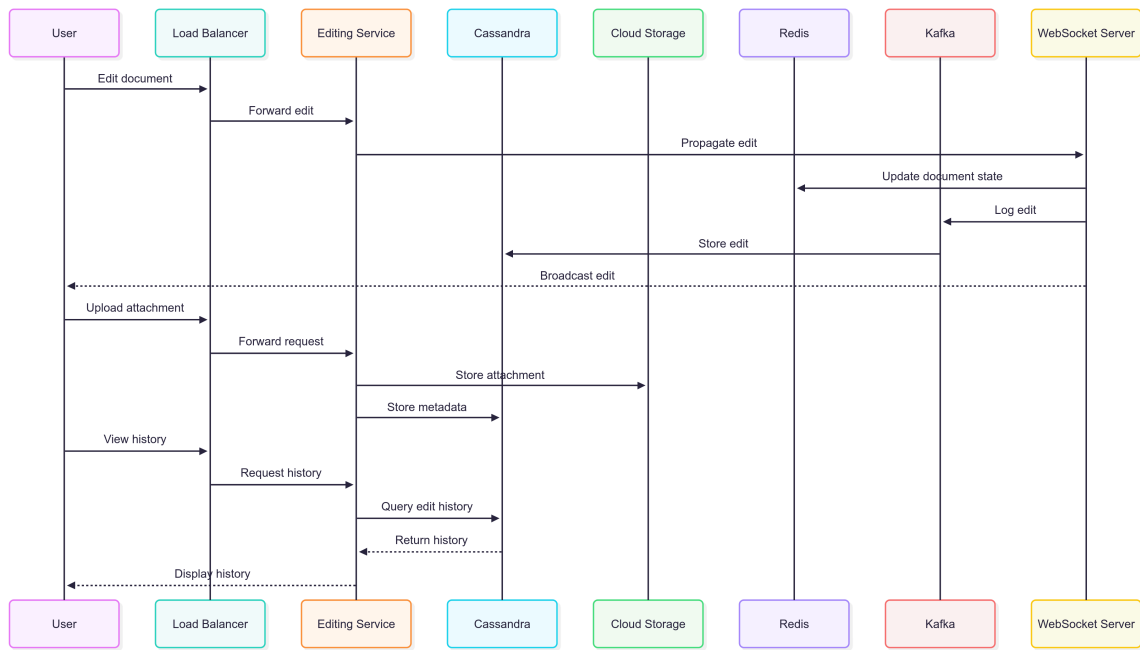 User
Load Balancer
Editing Service
Cassandra
Cloud Storage
Redis
Kafka
WebSocket Server
Edit document
Forward edit
Propagate edit
Update document state
Log edit
Store edit
Broadcast edit
Upload attachment
Forward request
Store attachment
Store metadata
View history
Request history
Query edit history
Return history
Display history
User
Load Balancer
Editing Service
Cassandra
Cloud Storage
Redis
Kafka
WebSocket Server